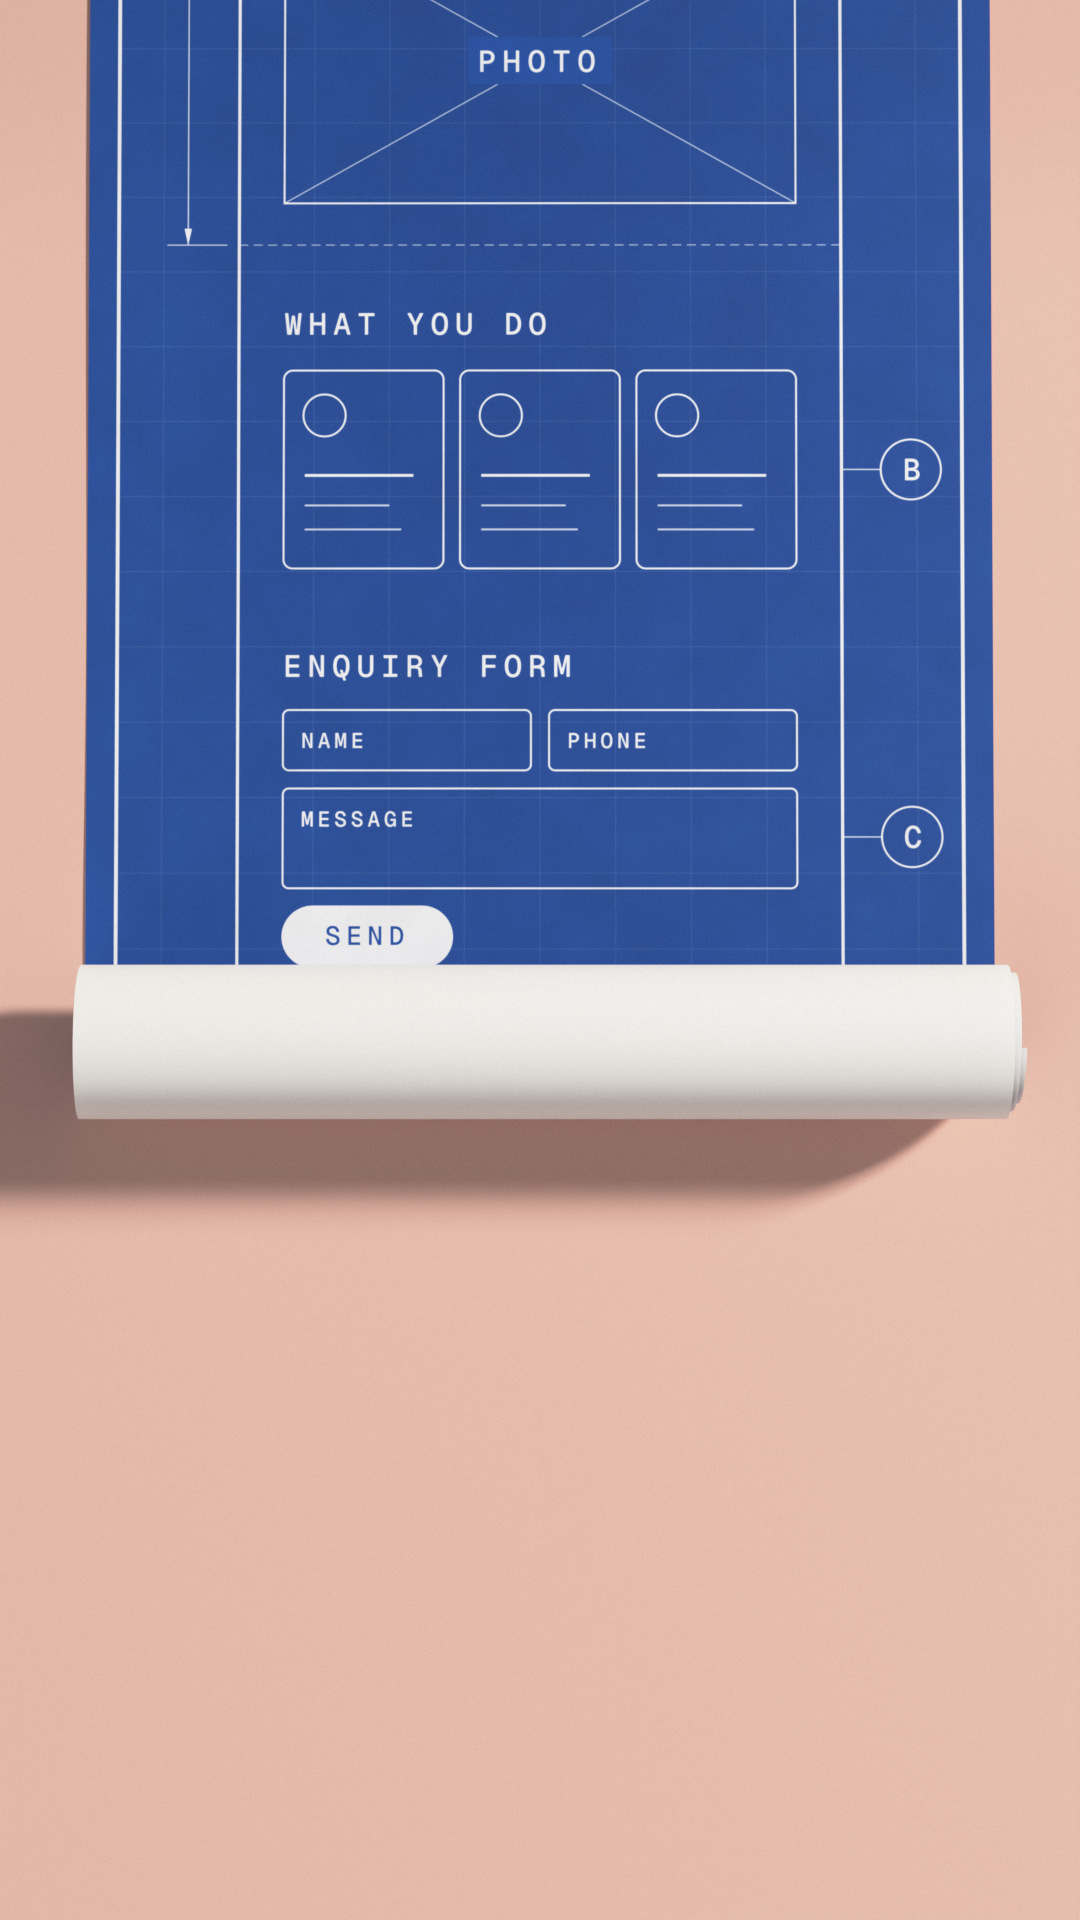 PHOTO
WHAT YOU DO
B
ENQUIRY FORM
NAME
PHONE
MESSAGE
C
SEND